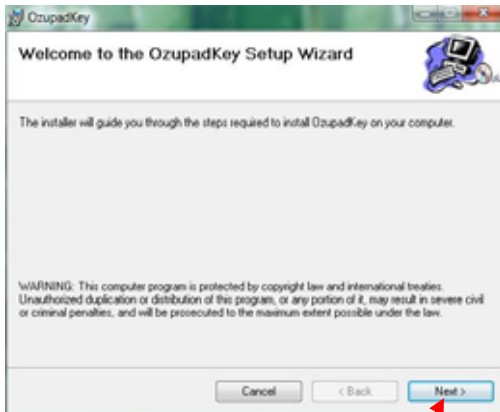 OzupadKey
Welcome to the OzupadKey Setup Wizard
The installer will guide you through the steps required to install OzupadKey on your computer.
WARNING: This computer program is protected by copyright law and international treaties.
Unauthorized duplication or distribution of this program, or any portion of it, may result in severe civil
or criminal penalties, and will be prosecuted to the maximum extent possible under the law.
Cancel
< Back
Next >